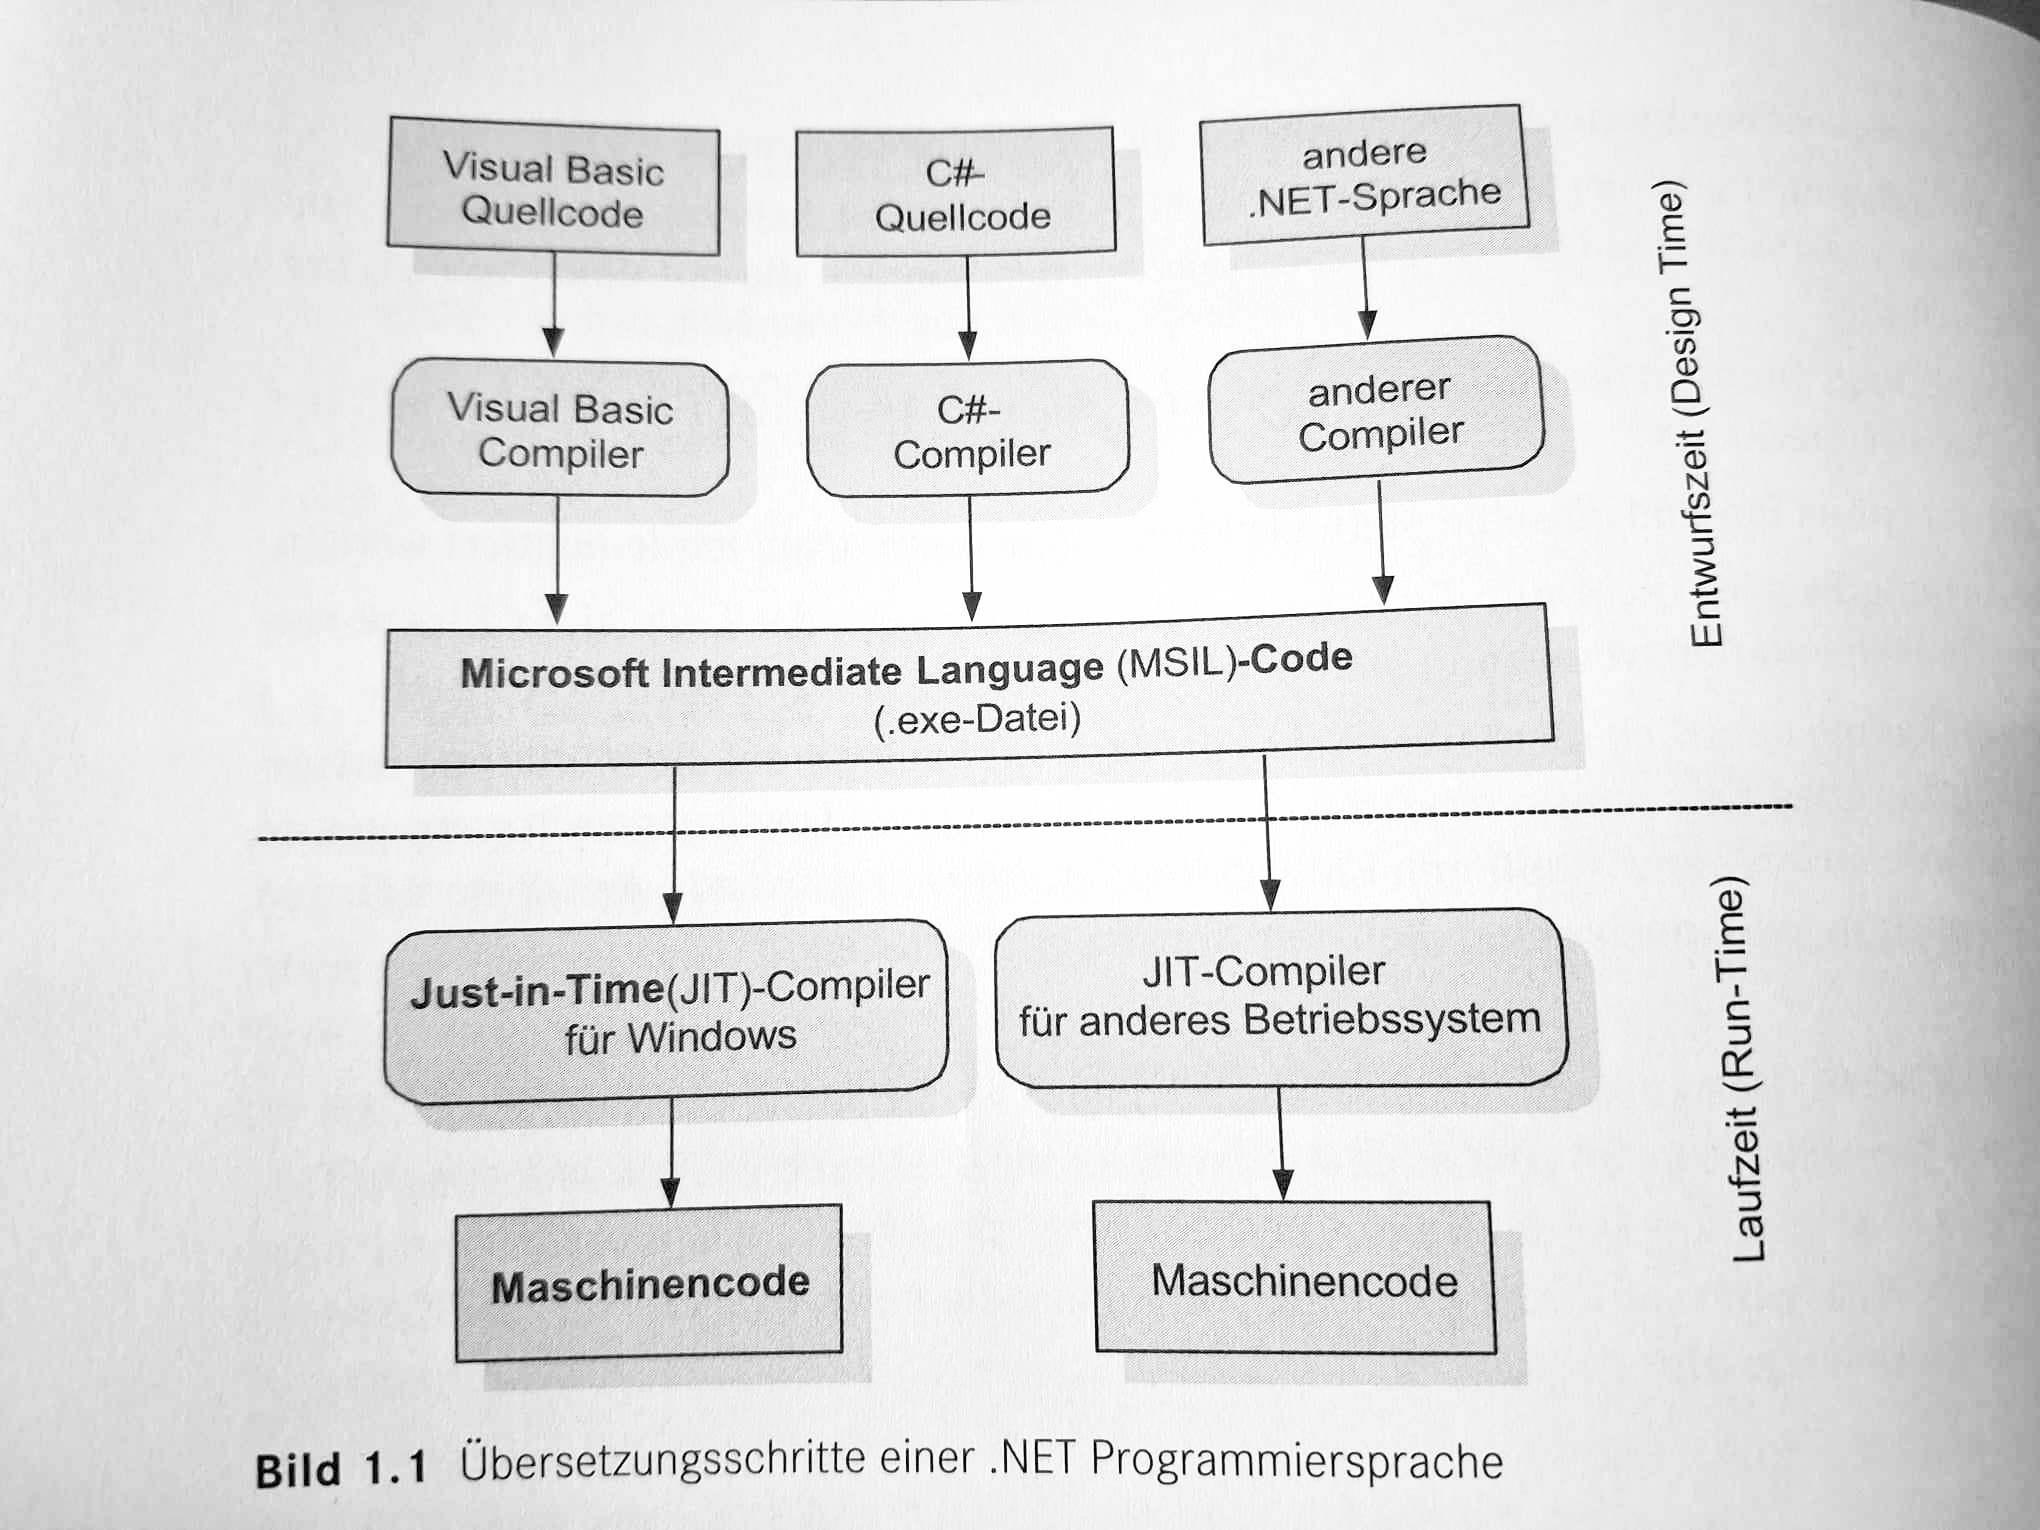 Visual Basic
Quellcode
C#-
Quellcode
andere
.NET-Sprache
Visual Basic
Compiler
C#-
Compiler
anderer
Compiler
Microsoft Intermediate Language (MSIL)-Code
(.exe-Datei)
Entwurfszeit (Design Time)
Just-in-Time(JIT)-Compiler
für Windows
JIT-Compiler
für anderes Betriebssystem
Maschinencode
Maschinencode
Laufzeit (Run-Time)
Bild 1.1 Übersetzungsschritte einer .NET Programmiersprache